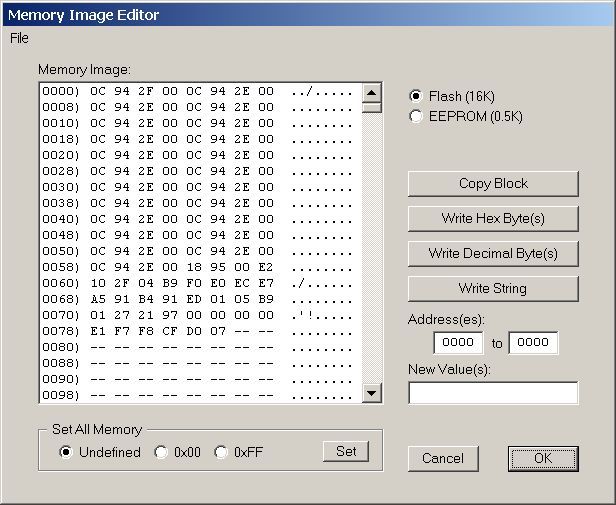 Memory Image Editor
File
Memory Image:
0000) 0C 94 2F 00 0C 94 2E 00 ../.....
0008) 0C 94 2E 00 0C 94 2E 00 ........
0010) 0C 94 2E 00 0C 94 2E 00 ........
0018) 0C 94 2E 00 0C 94 2E 00 ........
0020) 0C 94 2E 00 0C 94 2E 00 ........
0028) 0C 94 2E 00 0C 94 2E 00 ........
0030) 0C 94 2E 00 0C 94 2E 00 ........
0038) 0C 94 2E 00 0C 94 2E 00 ........
0040) 0C 94 2E 00 0C 94 2E 00 ........
0048) 0C 94 2E 00 0C 94 2E 00 ........
0050) 0C 94 2E 00 0C 94 2E 00 ........
0058) 0C 94 2E 00 18 95 00 E2 ........
0060) 10 2F 04 B9 F0 E0 EC E7 ./......
0068) A5 91 B4 91 ED 01 05 B9 ........
0070) 01 27 21 97 00 00 00 00 .'!.....
0078) E1 F7 F8 CF D0 07 -- -- ........
0080) -- -- -- -- -- -- -- -- ........
0088) -- -- -- -- -- -- -- -- ........
0090) -- -- -- -- -- -- -- -- ........
0098) -- -- -- -- -- -- -- -- ........
Flash (16K)
EEPROM (0.5K)
Copy Block
Write Hex Byte(s)
Write Decimal Byte(s)
Write String
Address(es):
0000 to 0000
New Value(s):
Set All Memory
Undefined 0x00 0xFF Set
Cancel OK